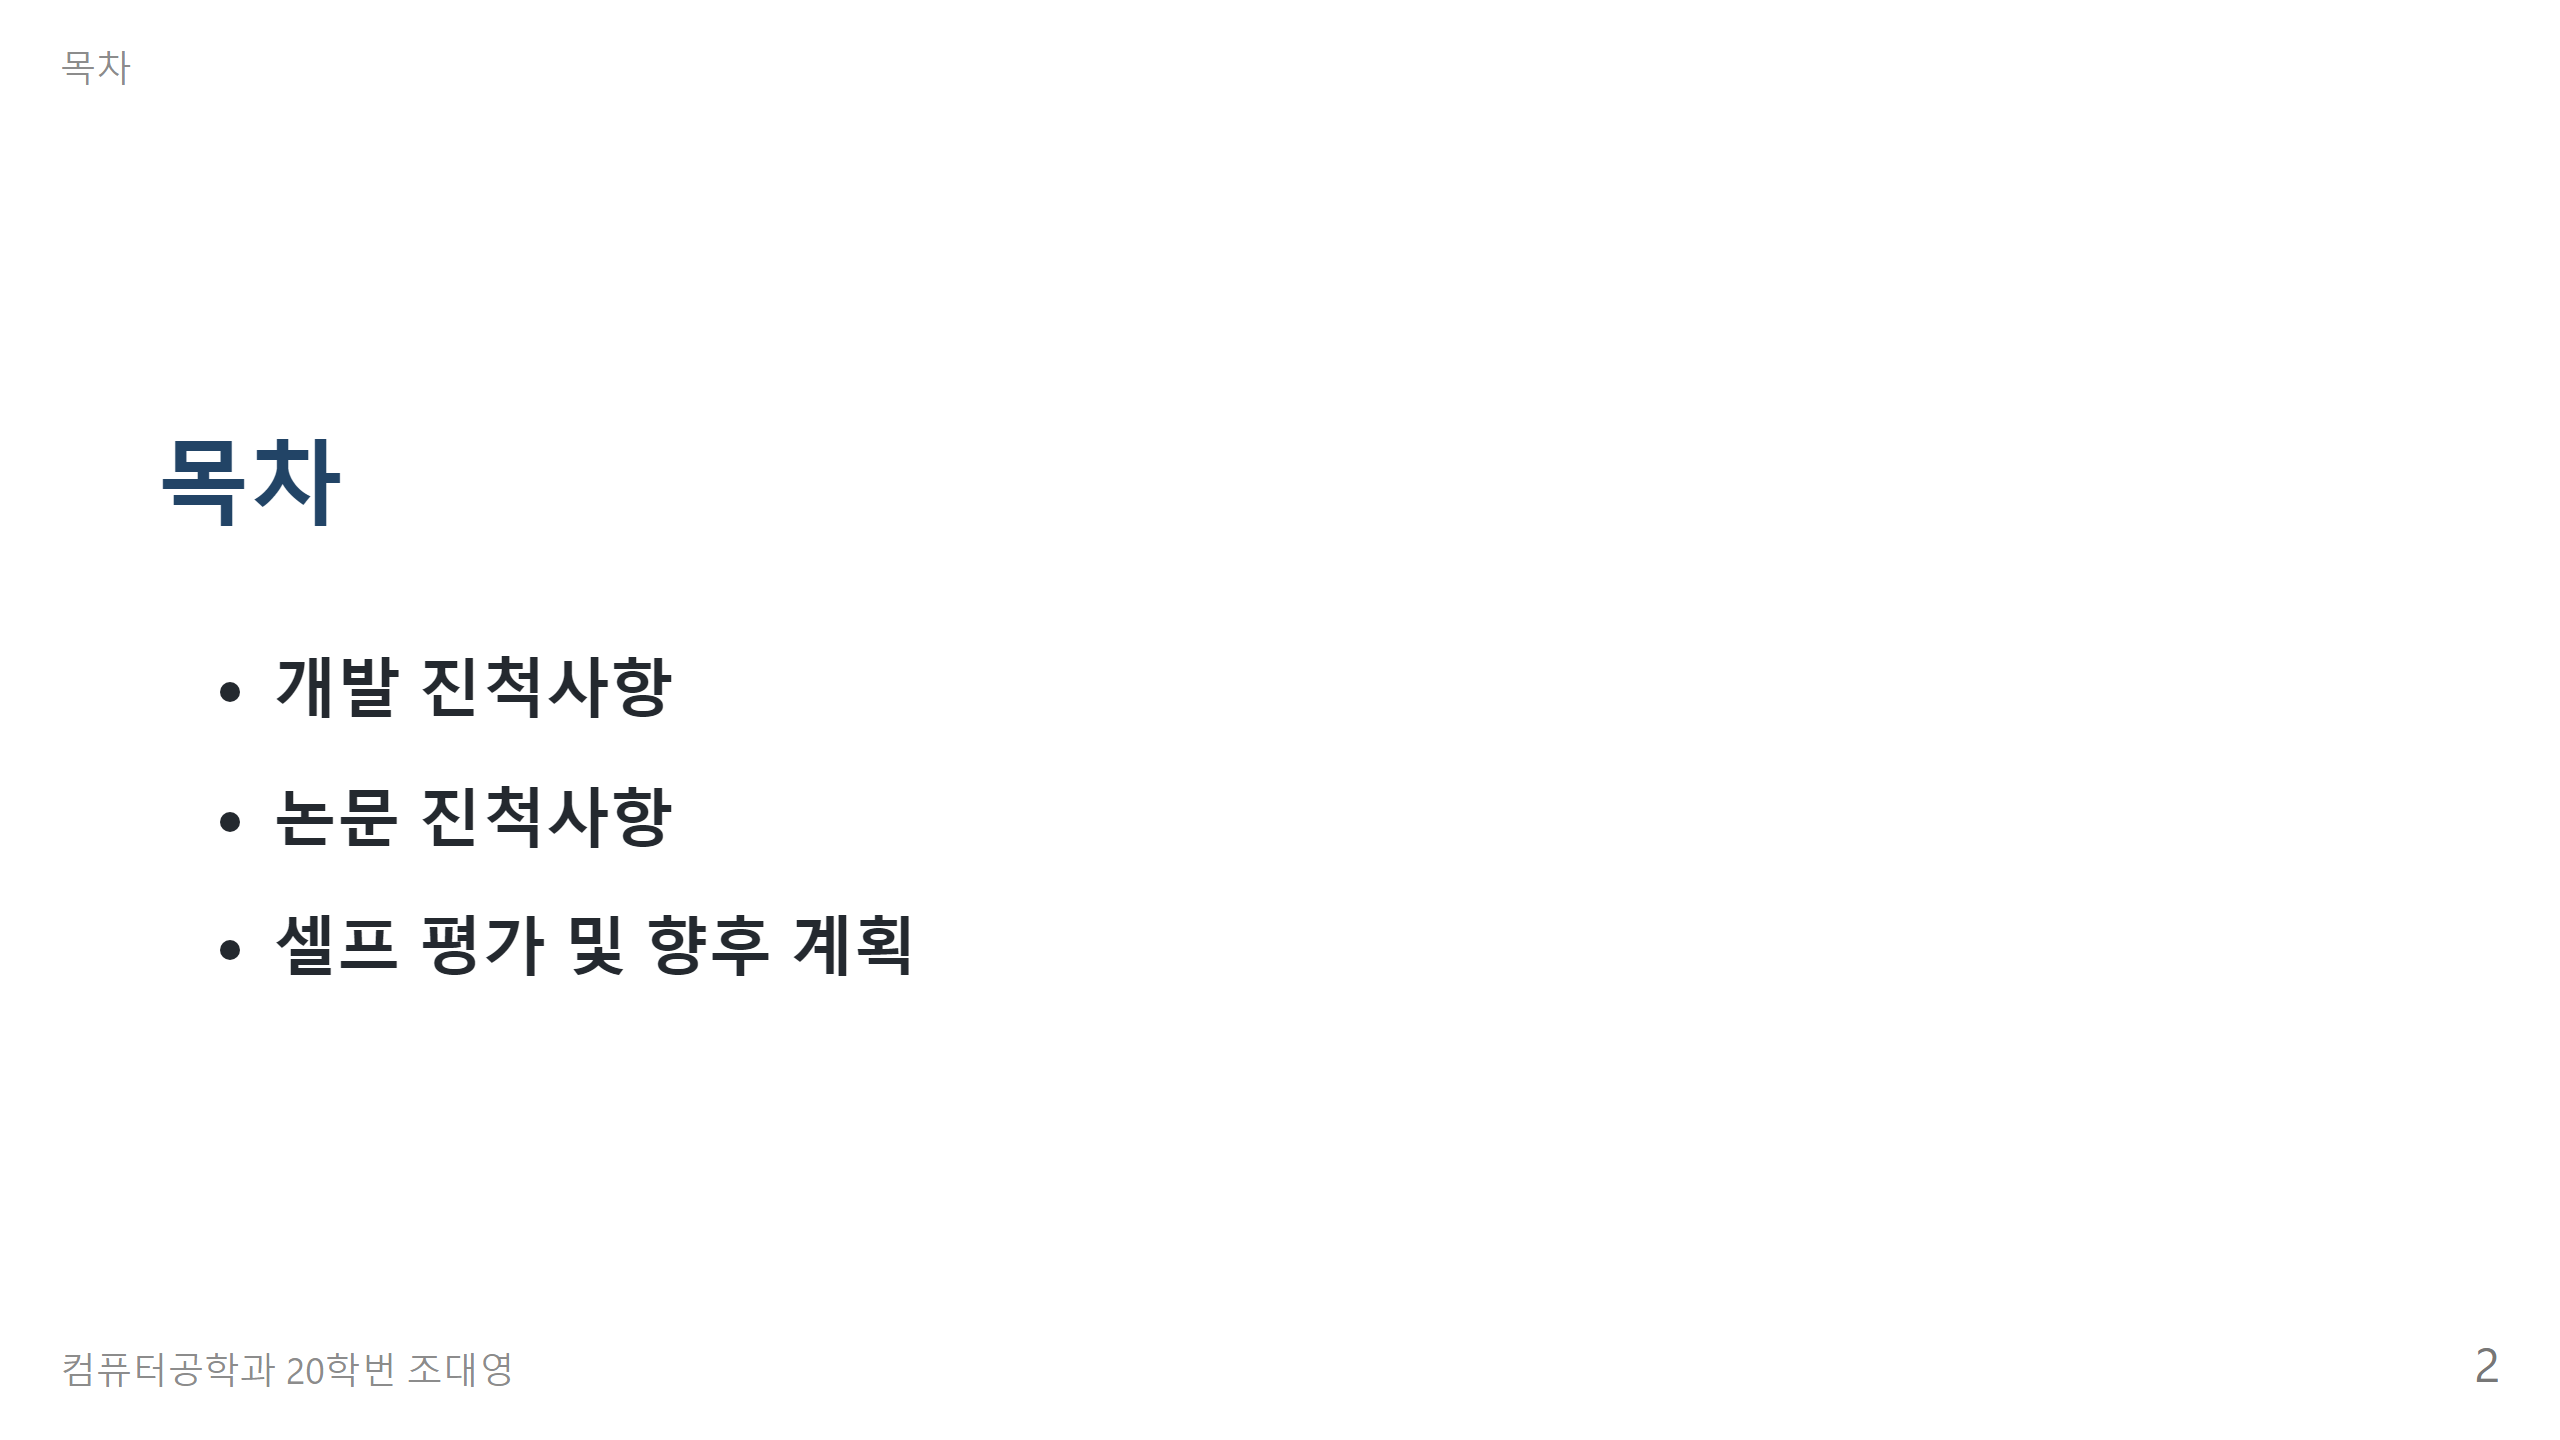 목차
목차
• 개발 진척사항
• 논문 진척사항
• 셀프 평가 및 향후 계획
컴퓨터공학과 20학번 조대영
2